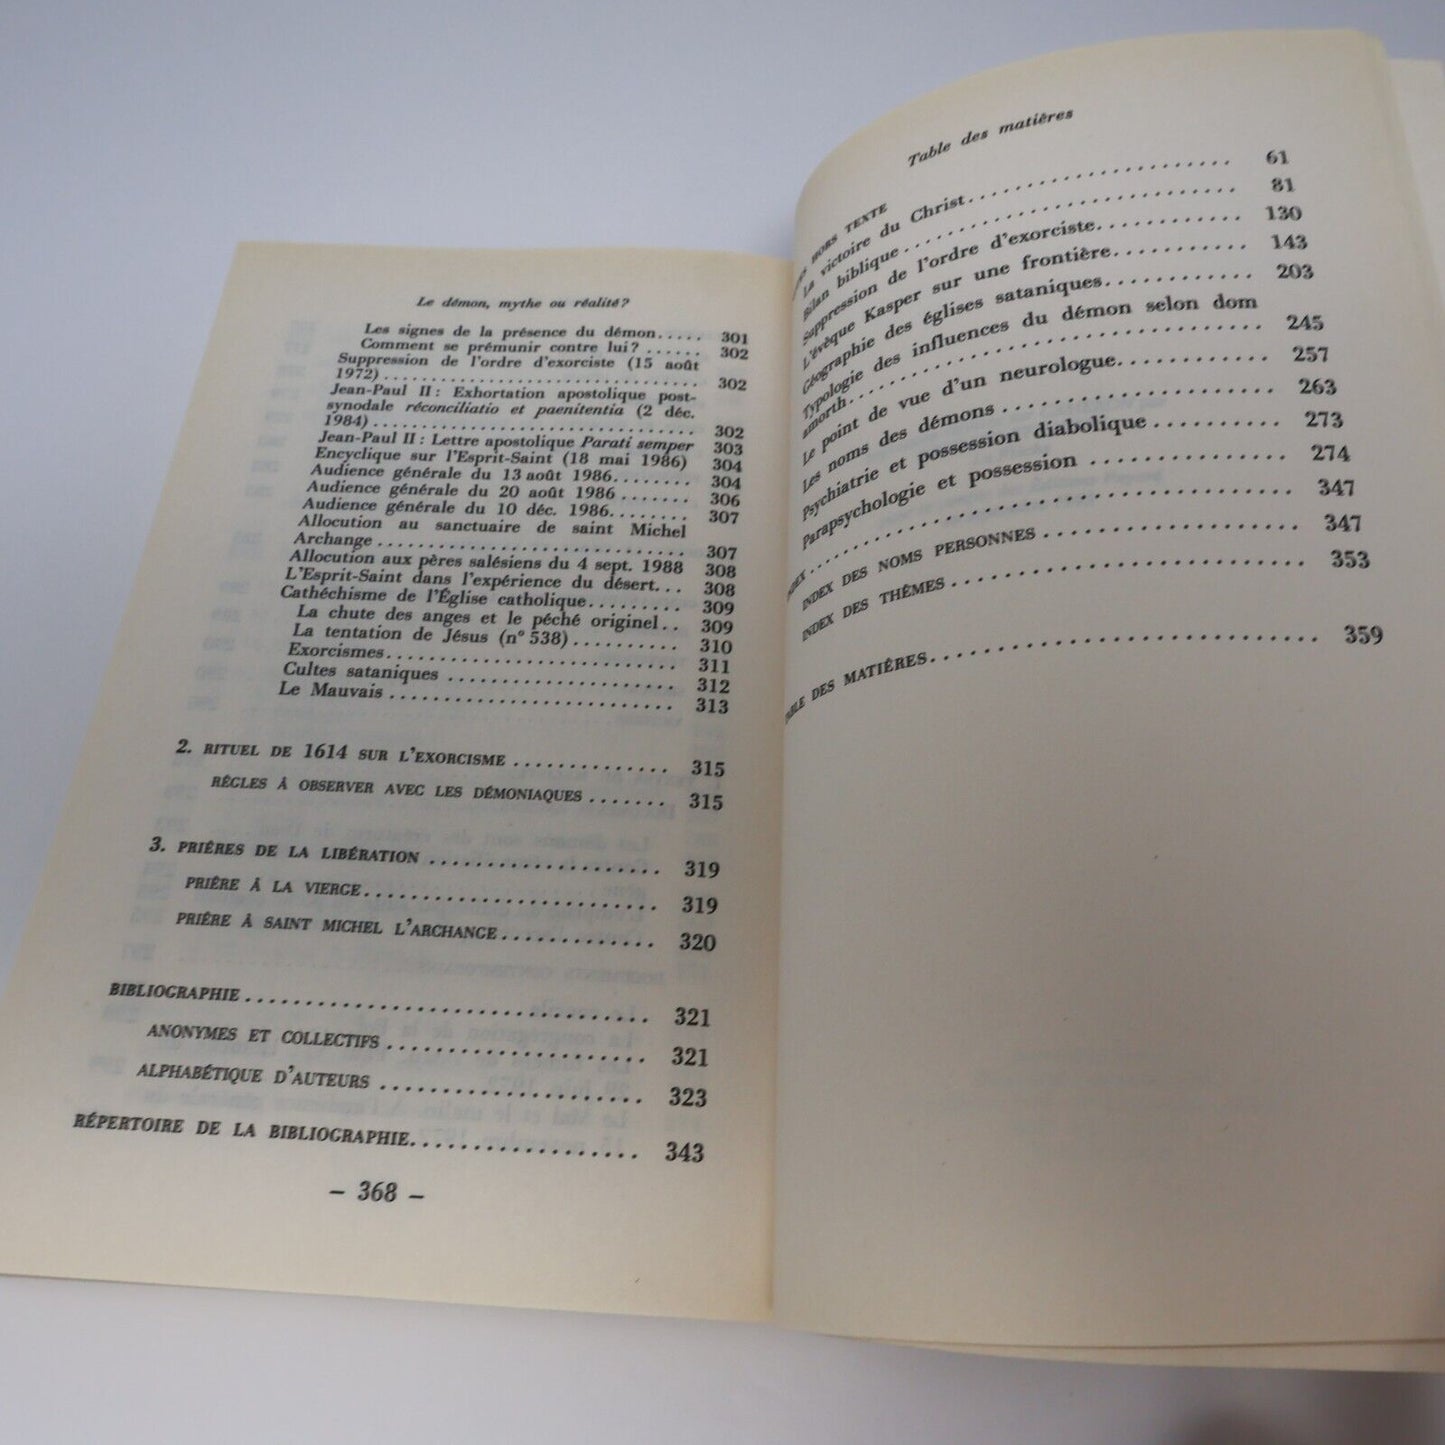 Le démon, mythe ou réalité?
Les signes de la présence du démon..... 301
Comment se prémunir contre lui? ....... 302
Suppression de l'ordre d'exorciste (15 août
1972) .................................. 302
Jean-Paul II : Exhortation apostolique post-
synodale réconciliatio et paenitentia (2 déc.
1984) .................................. 302
Jean-Paul II : Lettre apostolique Parati semper 303
Encyclique sur l'Esprit-Saint (18 mai 1986) 304
Audience générale du 13 août 1986........ 304
Audience générale du 20 août 1986 ....... 306
Audience générale du 10 déc. 1986........ 307
Allocution au sanctuaire de saint Michel
Archange ................................ 307
Allocution aux pères salésiens du 4 sept. 1988 308
L'Esprit-Saint dans l'expérience du désert... 308
Cathéchisme de l'Église catholique......... 309
La chute des anges et le péché originel.. 309
La tentation de Jésus (n° 538).......... 310
Exorcismes.............................. 311
Cultes sataniques ....................... 312
Le Mauvais ............................ 313
2. RITUEL DE 1614 SUR L'EXORCISME .............. 315
RÈGLES À OBSERVER AVEC LES DÉMONIAQUES ....... 315
3. PRIÈRES DE LA LIBÉRATION ..................... 319
PRIÈRE À LA VIERGE.......................... 319
PRIÈRE À SAINT MICHEL L'ARCHANGE............. 320
BIBLIOGRAPHIE.................................. 321
ANONYMES ET COLLECTIFS ....................... 321
ALPHABÉTIQUE D'AUTEURS ....................... 323
RÉPERTOIRE DE LA BIBLIOGRAPHIE.................. 343
– 368 –
Table des matières
HORS TEXTE
La victoire du Christ........................ 61
Bilan biblique............................... 81
Suppression de l'ordre d'exorciste............ 130
L'évêque Kasper sur une frontière........... 143
Géographie des églises sataniques............ 203
Typologie des influences du démon selon dom
amorth.................................. 245
Le point de vue d'un neurologue............. 257
Les noms des démons ...................... 263
Psychiatrie et possession diabolique .......... 273
Parapsychologie et possession ............... 274
INDEX ....................................... 347
INDEX DES NOMS PERSONNES .................... 347
INDEX DES THÈMES ........................... 353
TABLE DES MATIÈRES............................. 359